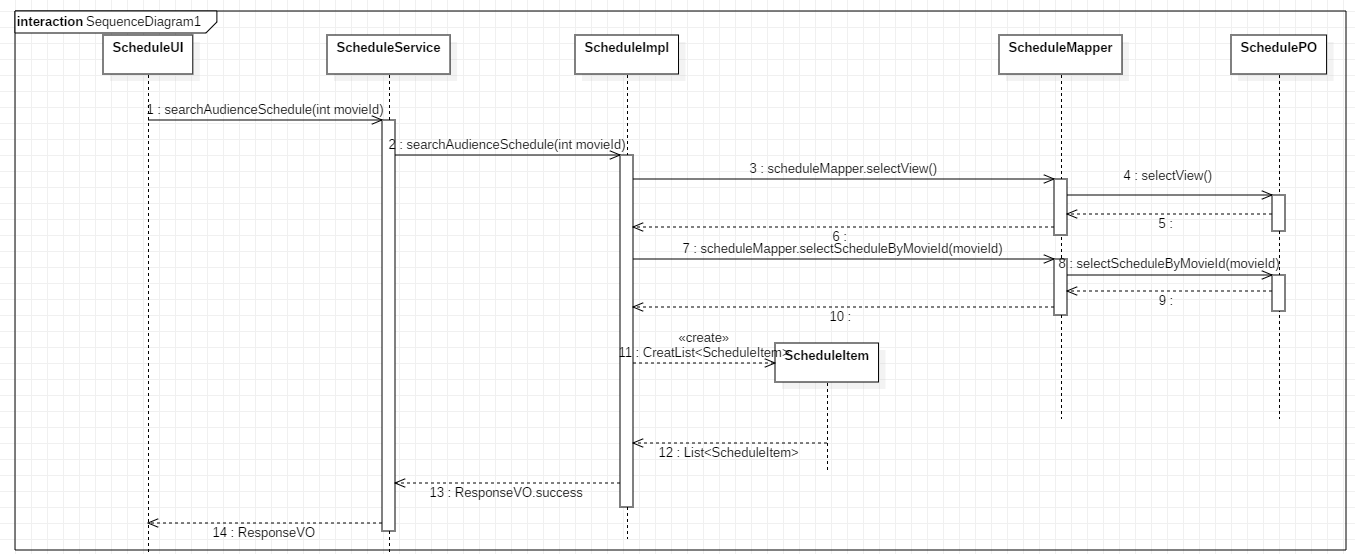 interaction SequenceDiagram1
ScheduleUI
ScheduleService
ScheduleImpl
ScheduleMapper
SchedulePO
1 : searchAudienceSchedule(int movieId)
2 : searchAudienceSchedule(int movieId)
3 : scheduleMapper.selectView()
4 : selectView()
5 :
6 :
7 : scheduleMapper.selectScheduleByMovieId(movieId)
8 : selectScheduleByMovieId(movieId)
9 :
10 :
«create»
11 : CreatList<ScheduleItem>
ScheduleItem
12 : List<ScheduleItem>
13 : ResponseVO.success
14 : ResponseVO